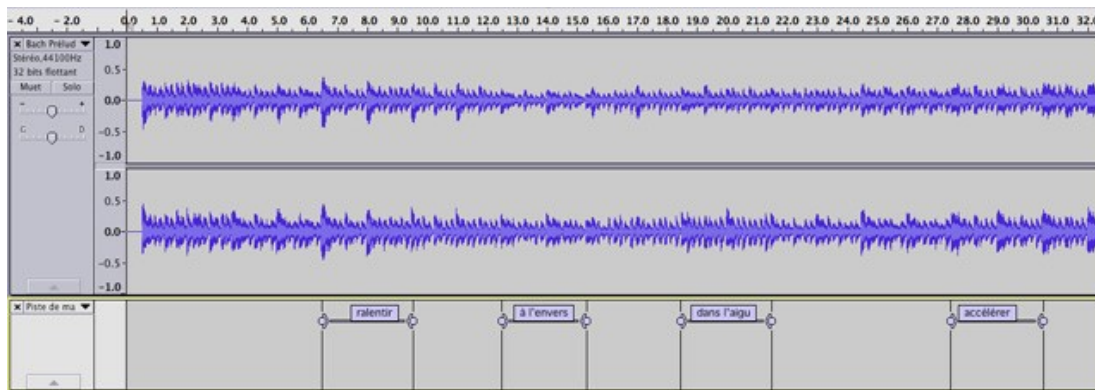 - 4.0 - 2.0 0.0 1.0 2.0 3.0 4.0 5.0 6.0 7.0 8.0 9.0 10.0 11.0 12.0 13.0 14.0 15.0 16.0 17.0 18.0 19.0 20.0 21.0 22.0 23.0 24.0 25.0 26.0 27.0 28.0 29.0 30.0 31.0 32.0
x Bach Prélud ▼ 1.0
Stéréo,44100Hz
32 bits flottant
0.5-
Muet Solo
- + 0.0-
G D -0.5-
-1.0
1.0
0.5-
0.0-
-0.5-
-1.0
x Piste de ma ▼
ralentir à l'envers dans l'aigu accélérer